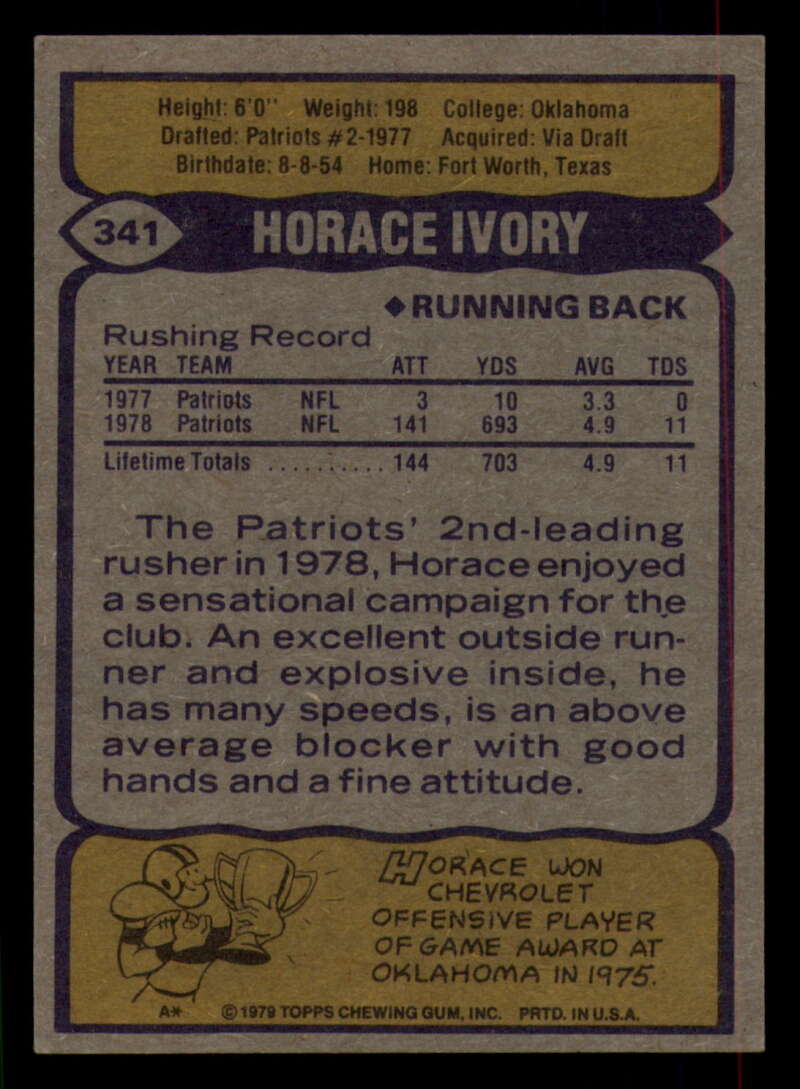 Height: 6'0" Weight: 198 College: Oklahoma
Drafted: Patriots #2-1977 Acquired: Via Draft
Birthdate: 8-8-54 Home: Fort Worth, Texas
341 HORACE IVORY
◆RUNNING BACK
Rushing Record
YEAR TEAM ATT YDS AVG TDS
1977 Patriots NFL 3 10 3.3 0
1978 Patriots NFL 141 693 4.9 11
Lifetime Totals .......... 144 703 4.9 11
The Patriots' 2nd-leading
rusher in 1978, Horace enjoyed
a sensational campaign for the
club. An excellent outside run-
ner and explosive inside, he
has many speeds, is an above
average blocker with good
hands and a fine attitude.
HORACE WON
CHEVROLET
OFFENSIVE PLAYER
OF GAME AWARD AT
OKLAHOMA IN 1975.
A* ©1979 TOPPS CHEWING GUM, INC. PRTD. IN U.S.A.